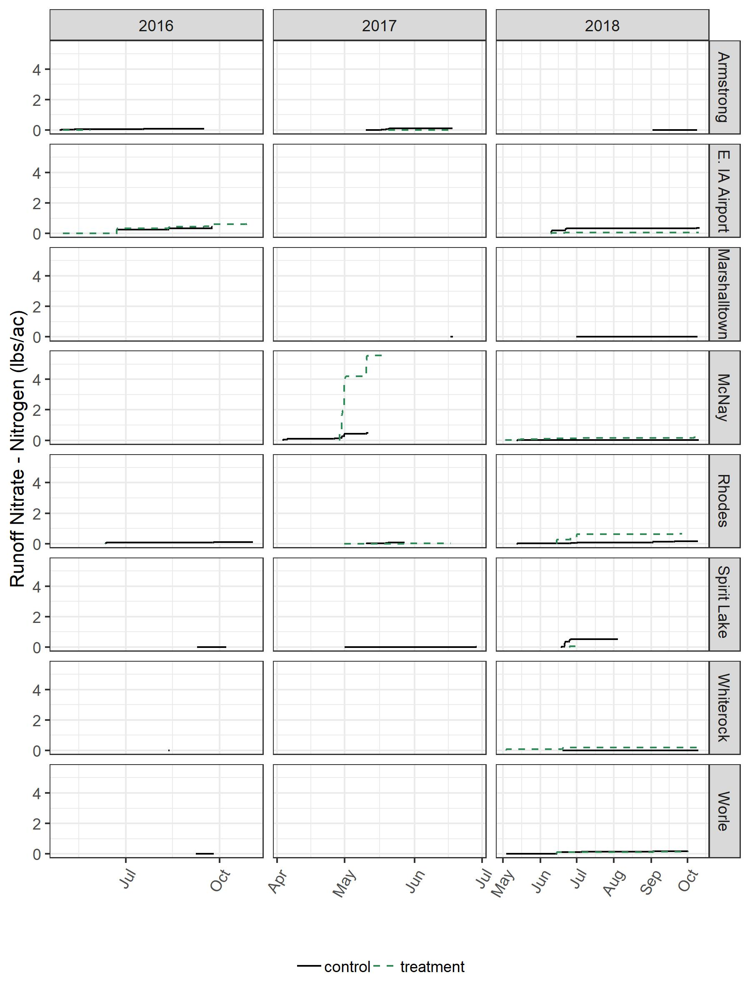 2016 2017 2018
Runoff Nitrate - Nitrogen (lbs/ac)
4
2
0
Armstrong
4
2
0
E. IA Airport
4
2
0
Marshalltown
4
2
0
McNay
4
2
0
Rhodes
4
2
0
Spirit Lake
4
2
0
Whiterock
4
2
0
Worle
Jul Oct Apr May Jun Jul May Jun Jul Aug Sep Oct
control treatment